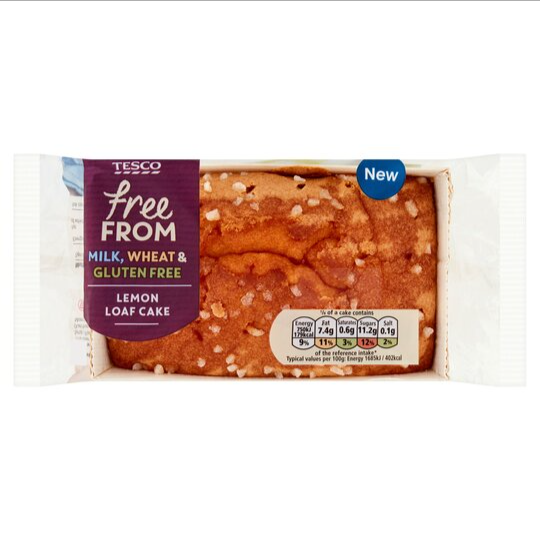 TESCO
free
FROM
MILK, WHEAT &
GLUTEN FREE
LEMON
LOAF CAKE
New
of a cake contains
Energy Fat Saturates Sugars Salt
750kJ 7.4g 0.6g 11.2g 0.1g
179kcal
9% 11% 3% 12% 2%
of the reference intake*
Typical values per 100g: Energy 1685kJ / 402kcal